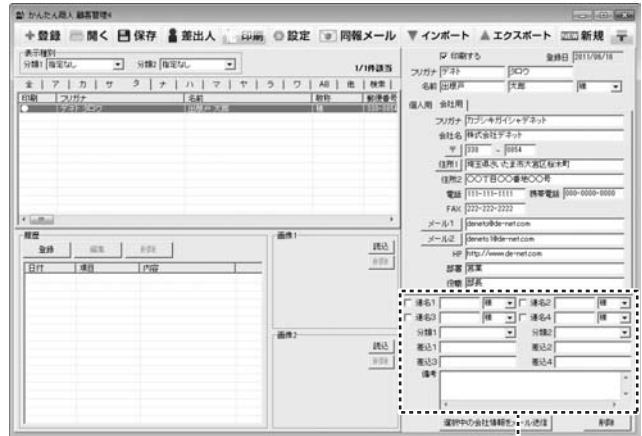 かんたん商人 顧客管理4
登録 開く 保存 差出人 印刷 設定 同報メール インポート エクスポート 新規
表示種別
分類1 指定なし 分類2 指定なし 1/1件該当
全 ア カ サ タ ナ ハ マ ヤ ラ ワ AB 他 検索
印刷 フリガナ 名前 敬称 郵便番号
デネト タロウ 出根戸 太郎 様 330-0854
履歴
登録 編集 削除
日付 項目 内容
画像1
読込
削除
画像2
読込
削除
印刷する 登録日 2011/06/16
フリガナ デネト タロウ
名前 出根戸 太郎 様
個人用 会社用
フリガナ カブシキガイシャデネット
会社名 株式会社デネット
〒 330 - 0854
住所1 埼玉県さいたま市大宮区桜木町
住所2 〇〇丁目〇〇番地〇〇号
電話 111-111-1111 携帯電話 000-0000-0000
FAX 222-222-2222
メール1 deneto@de-net.com
メール2 deneto1@de-net.com
HP http://www.de-net.com
部署 営業
役職 部長
連名1 様 連名2 様
連名3 様 連名4 様
分類1 分類2
差込1 差込2
差込3 差込4
備考
選択中の会社情報をメール送信 削除